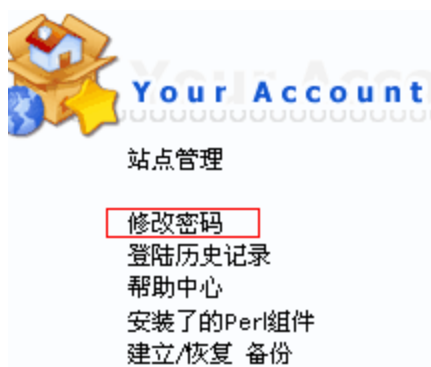 Your Account
站点管理
修改密码
登陆历史记录
帮助中心
安装了的Perl组件
建立/恢复 备份